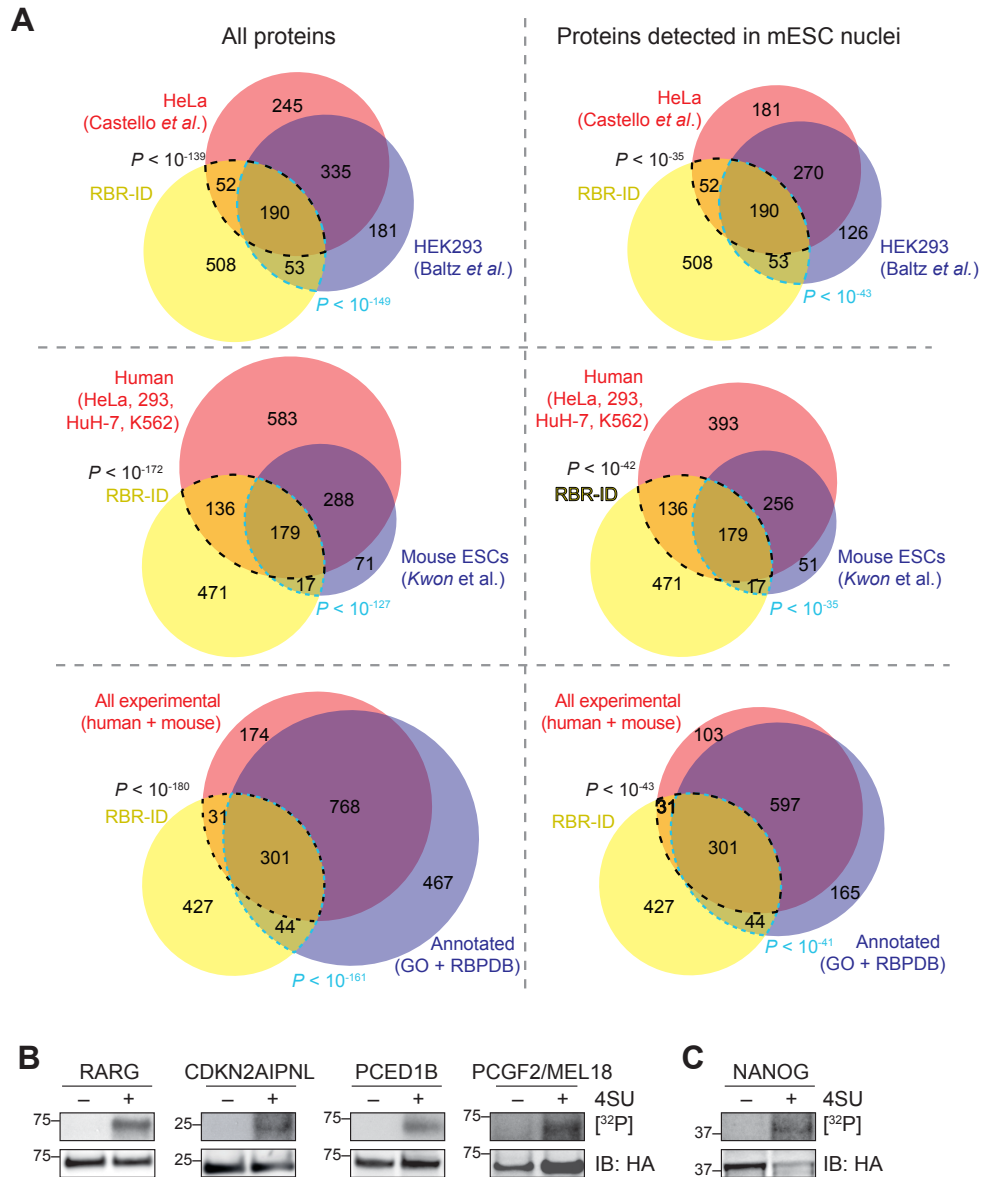 A
All proteins
Proteins detected in mESC nuclei
HeLa
(Castello et al.)
P < 10-139
RBR-ID
245
335
52
190
181
508
53
HEK293
(Baltz et al.)
P < 10-149
HeLa
(Castello et al.)
P < 10-35
RBR-ID
181
270
52
190
126
508
53
HEK293
(Baltz et al.)
P < 10-43
Human
(HeLa, 293,
HuH-7, K562)
P < 10-172
RBR-ID
583
288
136
179
71
471
17
Mouse ESCs
(Kwon et al.)
P < 10-127
Human
(HeLa, 293,
HuH-7, K562)
P < 10-42
RBR-ID
393
256
136
179
51
471
17
Mouse ESCs
(Kwon et al.)
P < 10-35
All experimental
(human + mouse)
P < 10-180
RBR-ID
174
768
31
301
467
427
44
Annotated
(GO + RBPDB)
P < 10-161
All experimental
(human + mouse)
P < 10-43
RBR-ID
103
597
31
301
165
427
44
Annotated
(GO + RBPDB)
P < 10-41
B
RARG
– +
75
75
CDKN2AIPNL
– +
25
25
PCED1B
– +
75
75
PCGF2/MEL18
– + 4SU
75 [32P]
75 IB: HA
C
NANOG
– + 4SU
37 [32P]
37 IB: HA